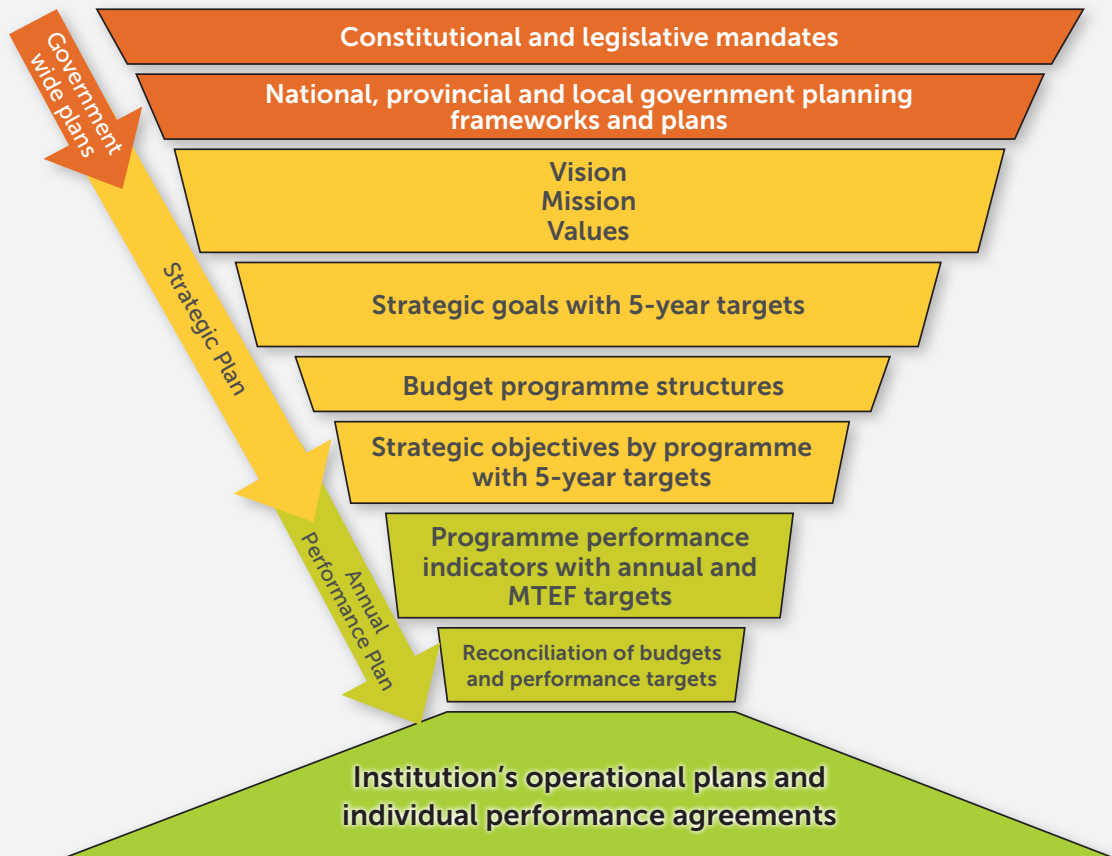 Government
wide plans
Constitutional and legislative mandates
National, provincial and local government planning
frameworks and plans
Vision
Mission
Values
Strategic Plan
Strategic goals with 5-year targets
Budget programme structures
Strategic objectives by programme
with 5-year targets
Annual
Performance Plan
Programme performance
indicators with annual and
MTEF targets
Reconciliation of budgets
and performance targets
Institution's operational plans and
individual performance agreements